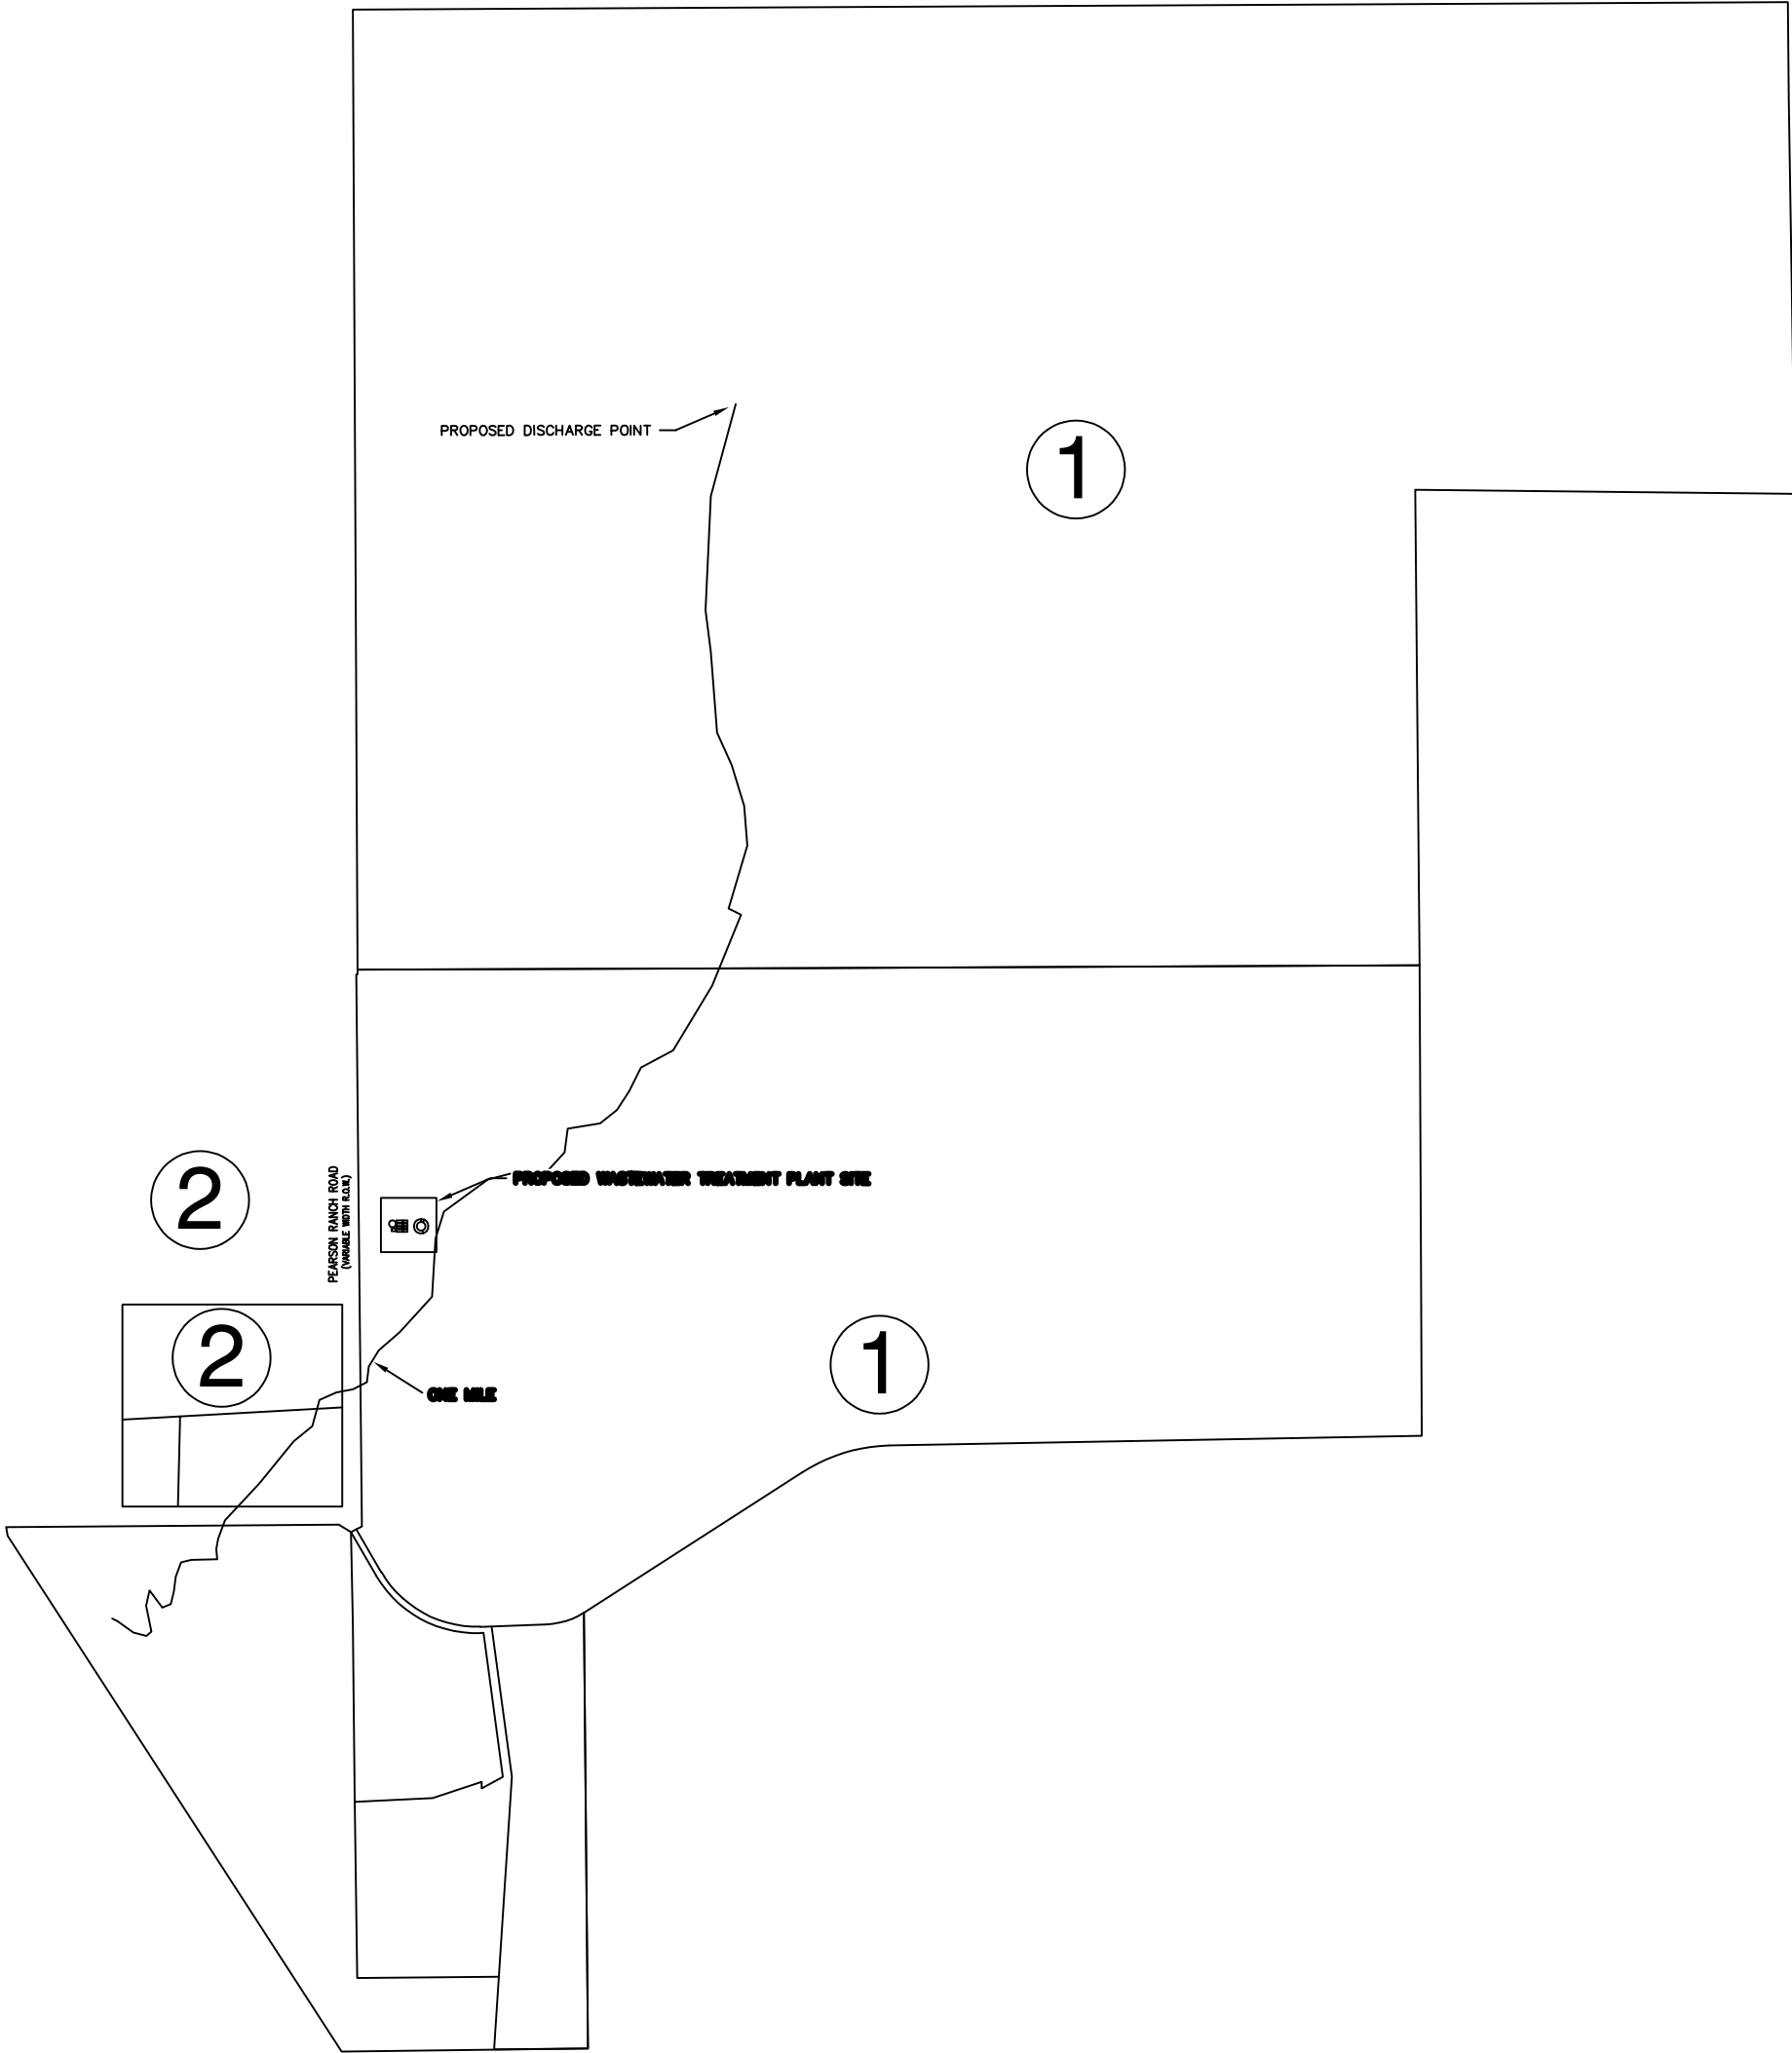 PROPOSED DISCHARGE POINT
1
PROPOSED WASTEWATER TREATMENT PLANT SITE
2
PEARSON RANCH ROAD
(VARIABLE WIDTH R.O.W.)
2
1
ONE MILE